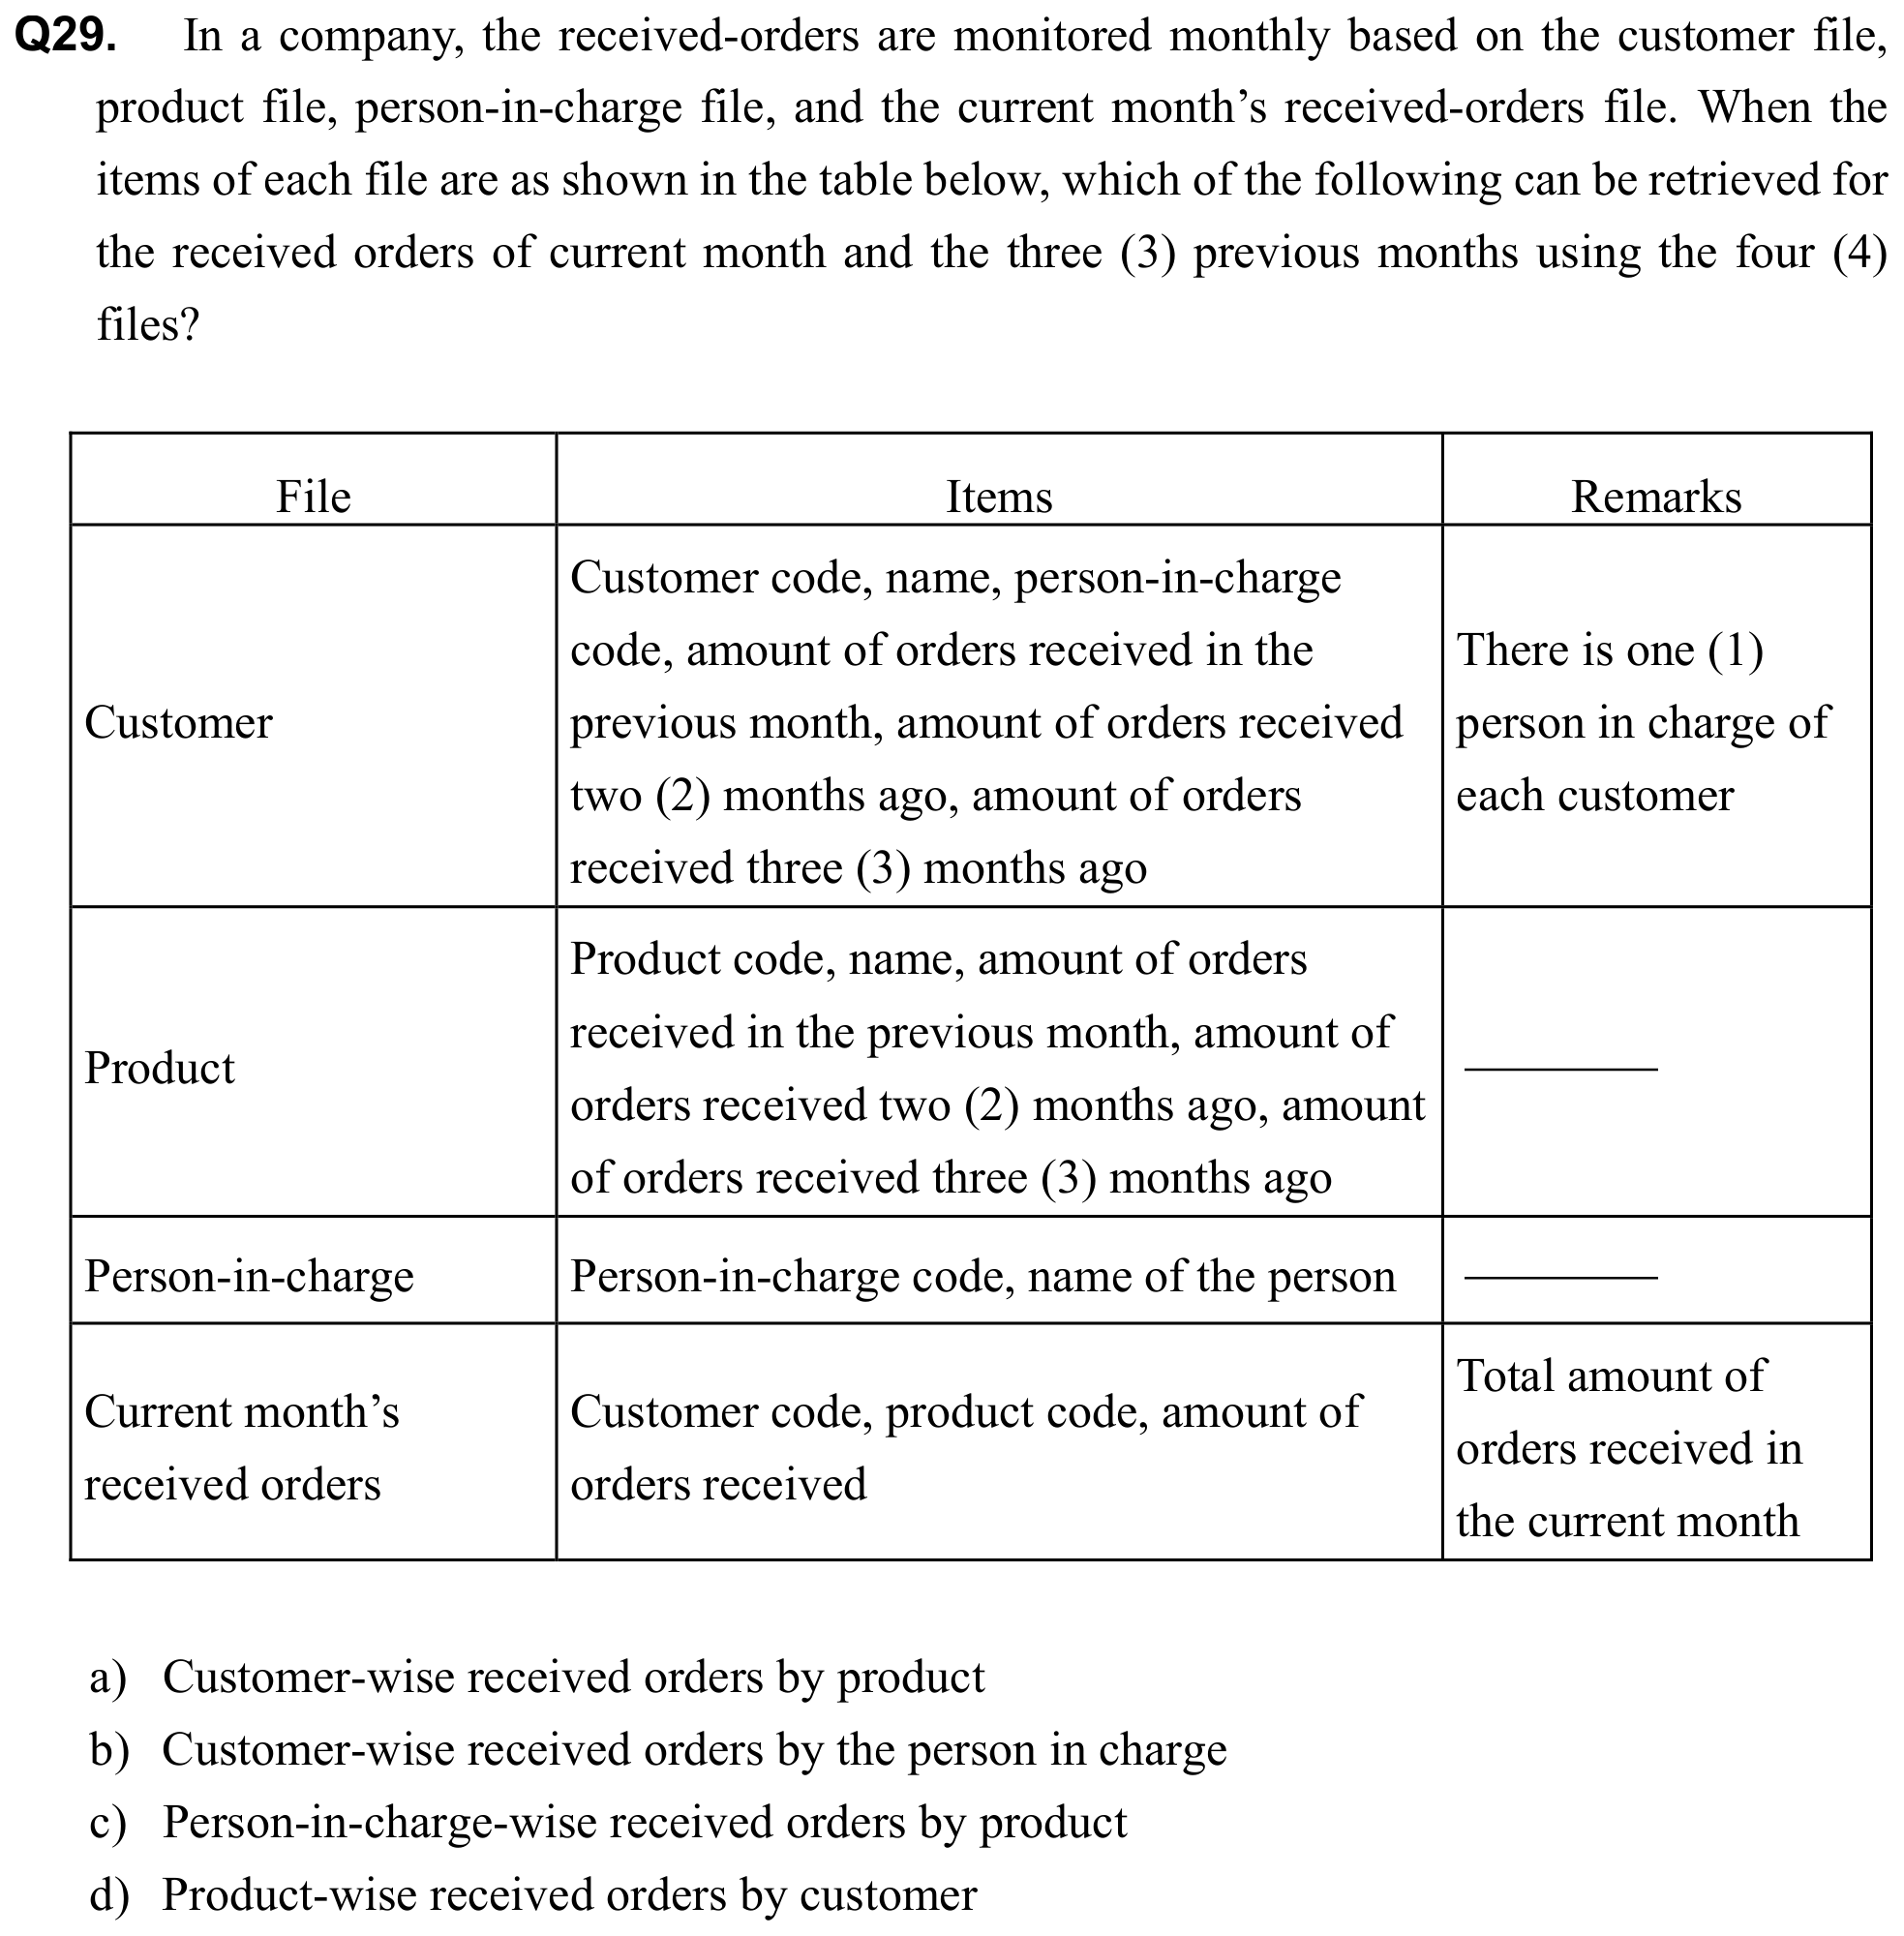 Q29. In a company, the received-orders are monitored monthly based on the customer file,
product file, person-in-charge file, and the current month’s received-orders file. When the
items of each file are as shown in the table below, which of the following can be retrieved for
the received orders of current month and the three (3) previous months using the four (4)
files?
File Items Remarks
Customer
Customer code, name, person-in-charge
code, amount of orders received in the
previous month, amount of orders received
two (2) months ago, amount of orders
received three (3) months ago
There is one (1)
person in charge of
each customer
Product
Product code, name, amount of orders
received in the previous month, amount of
orders received two (2) months ago, amount
of orders received three (3) months ago
Person-in-charge
Person-in-charge code, name of the person
Current month’s
received orders
Customer code, product code, amount of
orders received
Total amount of
orders received in
the current month
a) Customer-wise received orders by product
b) Customer-wise received orders by the person in charge
c) Person-in-charge-wise received orders by product
d) Product-wise received orders by customer